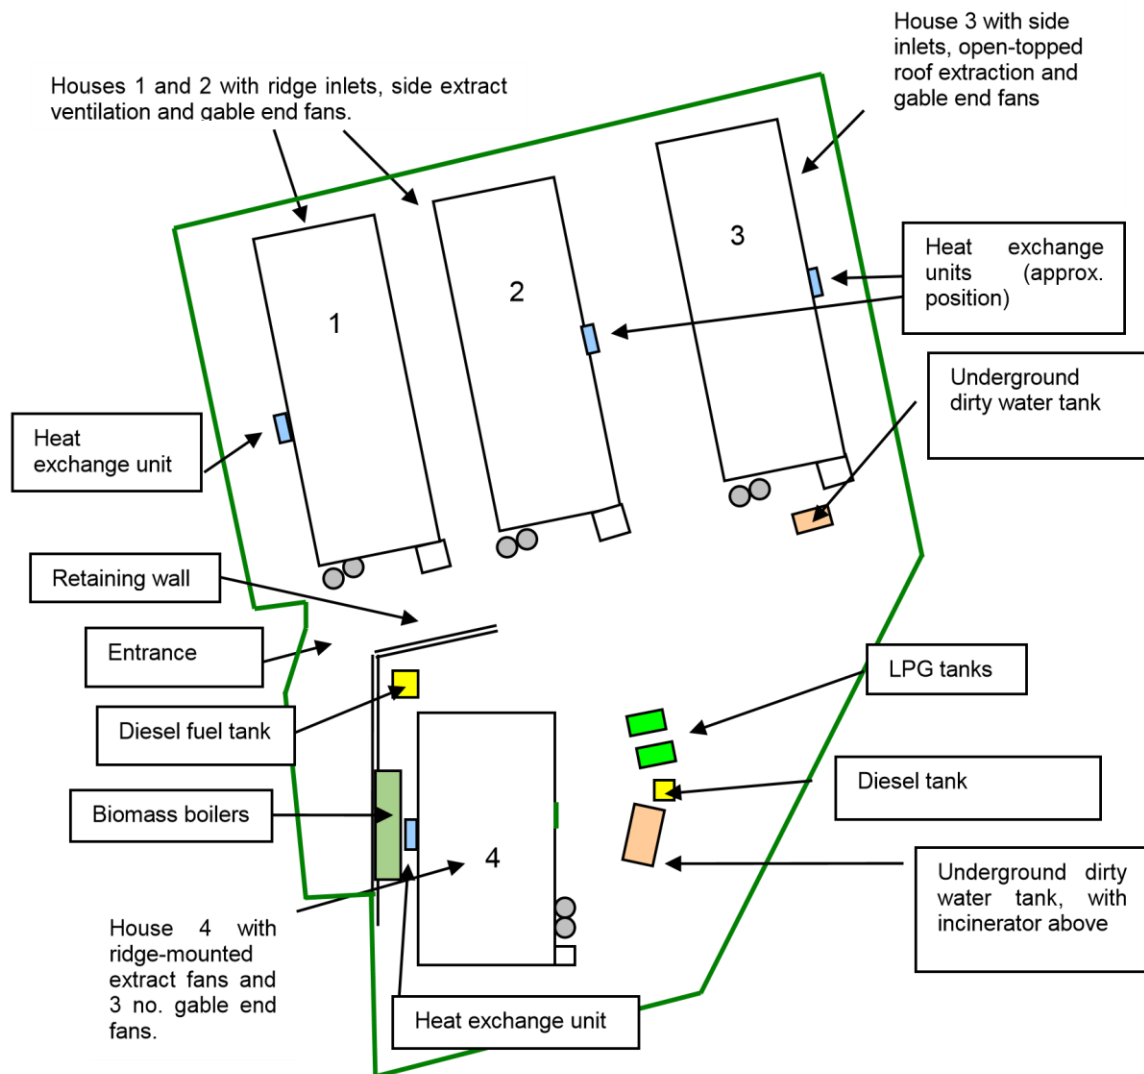 House 3 with side
inlets, open-topped
roof extraction and
gable end fans
Houses 1 and 2 with ridge inlets, side extract
ventilation and gable end fans.
1
2
3
Heat exchange
units (approx.
position)
Underground
dirty water tank
Heat
exchange unit
Retaining wall
Entrance
LPG tanks
Diesel fuel tank
Diesel tank
Biomass boilers
4
Underground dirty
water tank, with
incinerator above
House 4 with
ridge-mounted
extract fans and
3 no. gable end
fans.
Heat exchange unit